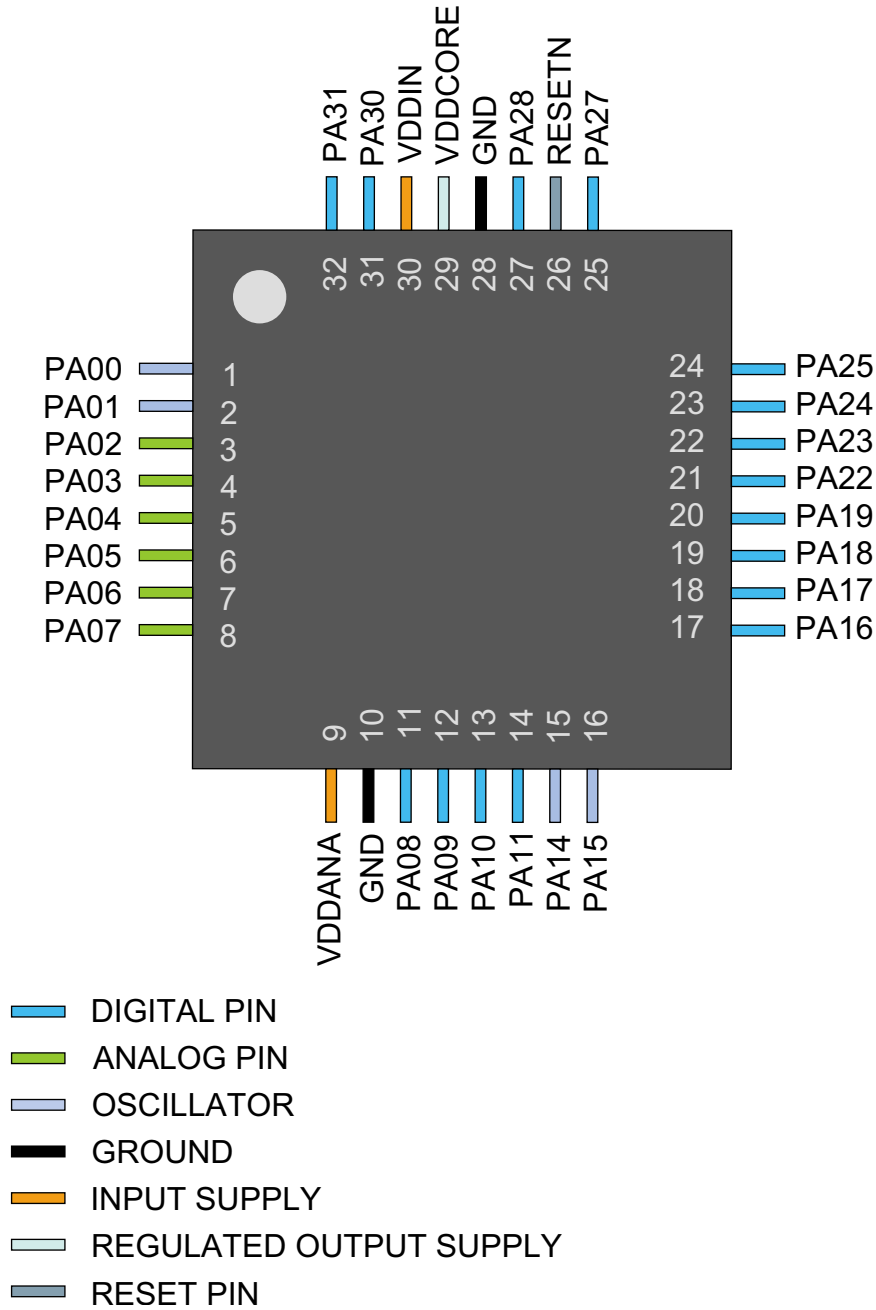 PA31
PA30
VDDIN
VDDCORE
GND
PA28
RESETN
PA27
32
31
30
29
28
27
26
25
PA00 1
PA01 2
PA02 3
PA03 4
PA04 5
PA05 6
PA06 7
PA07 8
24 PA25
23 PA24
22 PA23
21 PA22
20 PA19
19 PA18
18 PA17
17 PA16
9
10
11
12
13
14
15
16
VDDANA
GND
PA08
PA09
PA10
PA11
PA14
PA15
DIGITAL PIN
ANALOG PIN
OSCILLATOR
GROUND
INPUT SUPPLY
REGULATED OUTPUT SUPPLY
RESET PIN